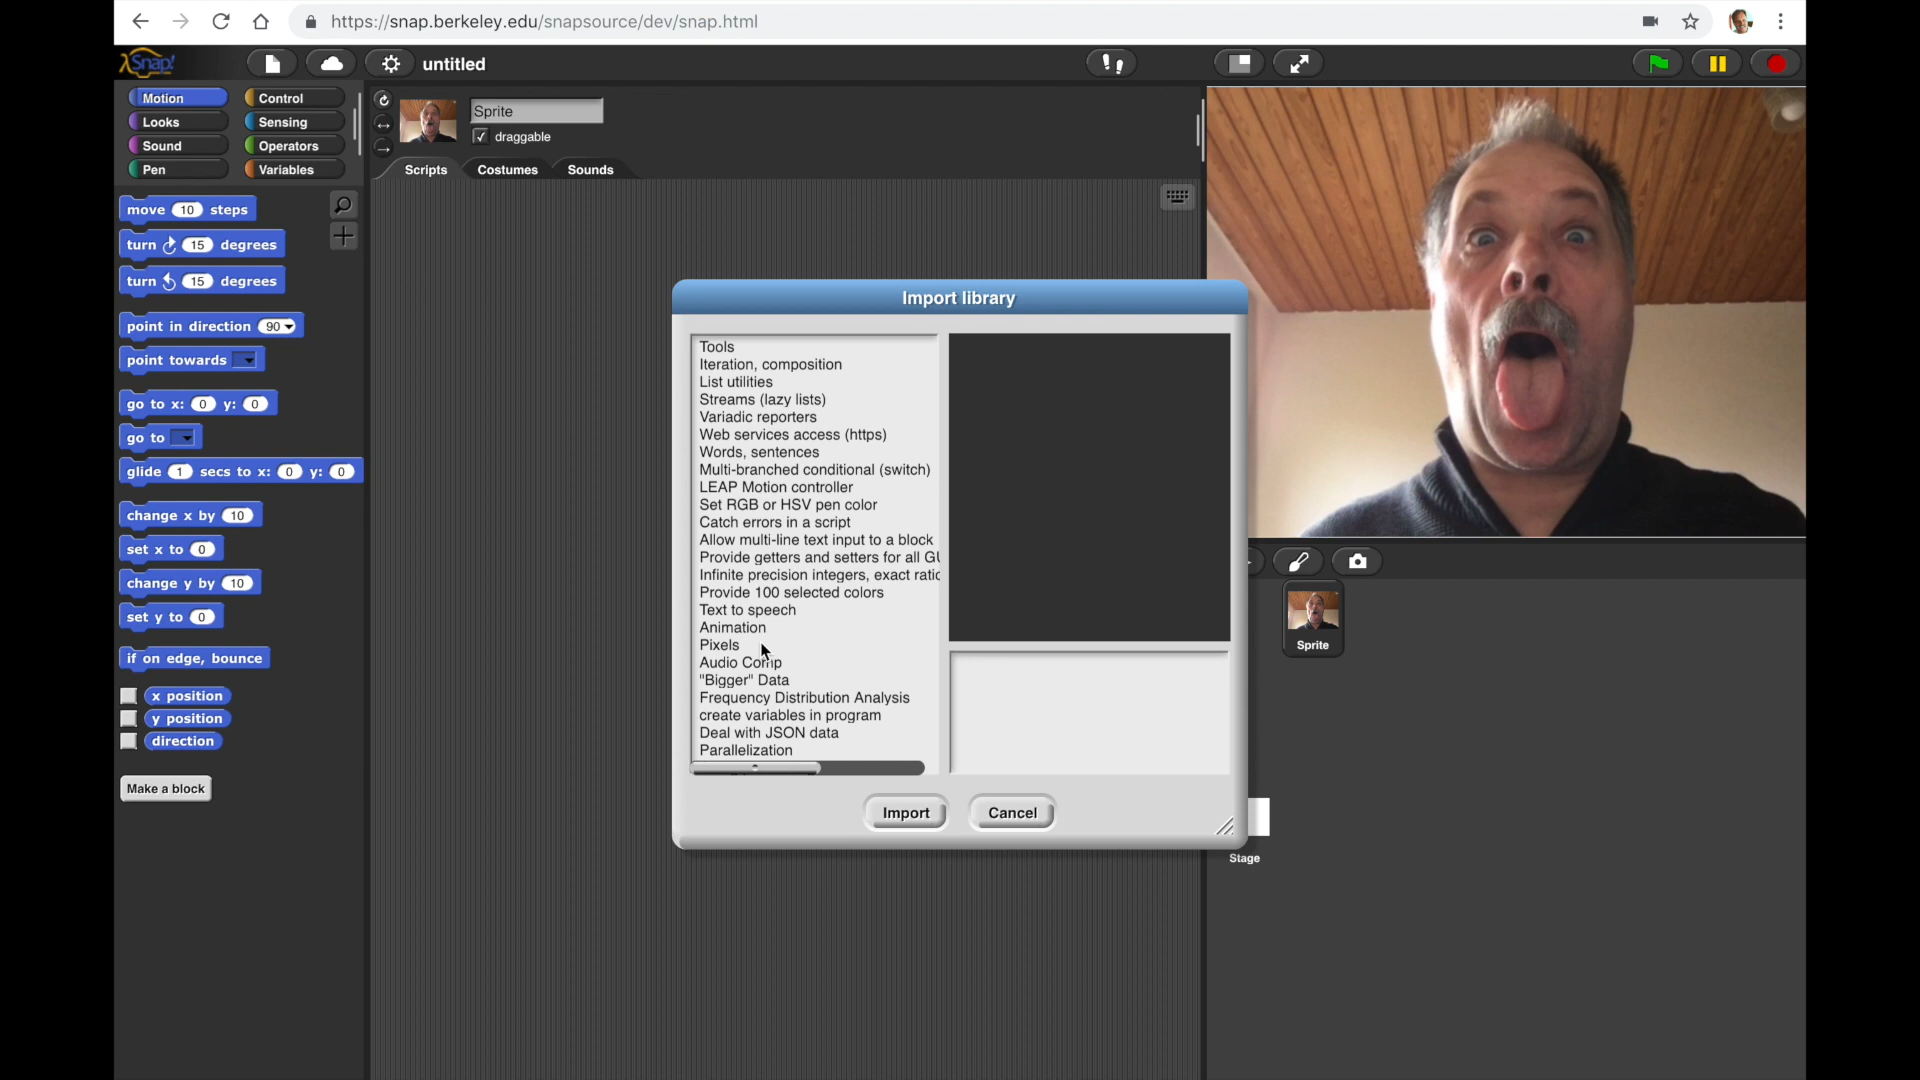 https://snap.berkeley.edu/snapsource/dev/snap.html
Snap!
untitled
Motion
Control
Looks
Sensing
Sound
Operators
Pen
Variables
Sprite
draggable
Scripts
Costumes
Sounds
move 10 steps
turn 15 degrees
turn 15 degrees
point in direction 90
point towards
go to x: 0 y: 0
go to
glide 1 secs to x: 0 y: 0
change x by 10
set x to 0
change y by 10
set y to 0
if on edge, bounce
x position
y position
direction
Make a block
Import library
Tools
Iteration, composition
List utilities
Streams (lazy lists)
Variadic reporters
Web services access (https)
Words, sentences
Multi-branched conditional (switch)
LEAP Motion controller
Set RGB or HSV pen color
Catch errors in a script
Allow multi-line text input to a block
Provide getters and setters for all GU
Infinite precision integers, exact ratio
Provide 100 selected colors
Text to speech
Animation
Pixels
Audio Comp
"Bigger" Data
Frequency Distribution Analysis
create variables in program
Deal with JSON data
Parallelization
Import
Cancel
Sprite
Stage